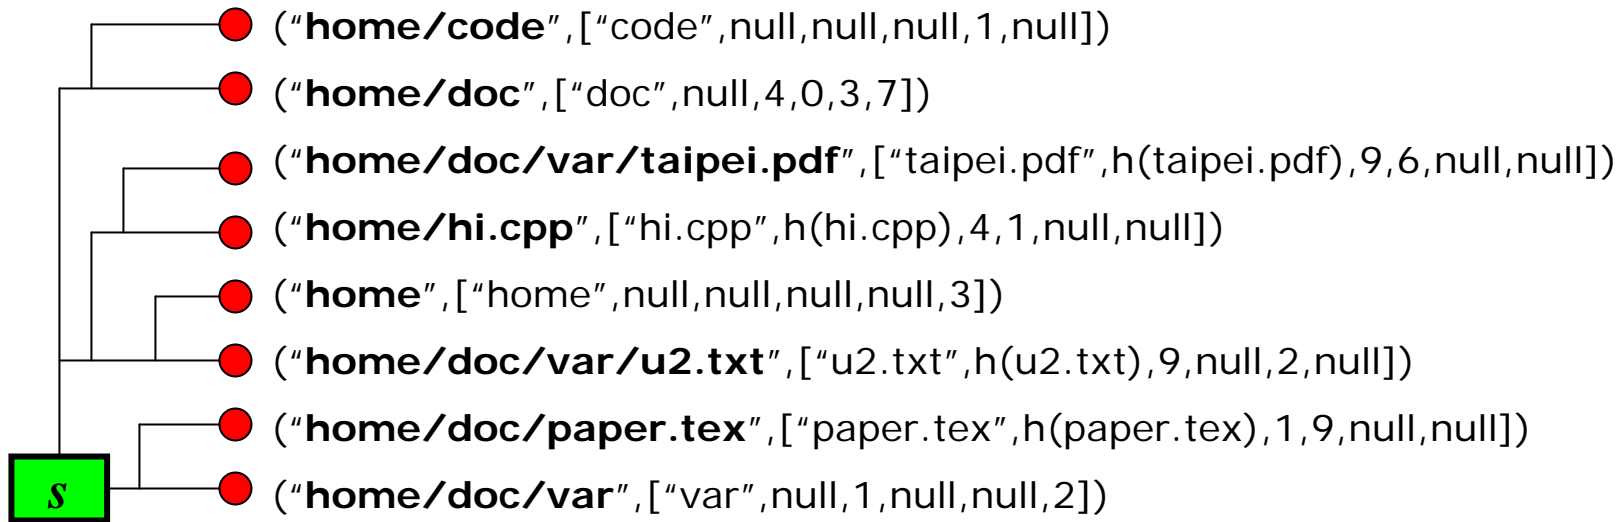 (“home/code”,[“code”,null,null,null,1,null])
(“home/doc”,[“doc”,null,4,0,3,7])
(“home/doc/var/taipei.pdf”,[“taipei.pdf”,h(taipei.pdf),9,6,null,null])
(“home/hi.cpp”,[“hi.cpp”,h(hi.cpp),4,1,null,null])
(“home”,[“home”,null,null,null,null,3])
(“home/doc/var/u2.txt”,[“u2.txt”,h(u2.txt),9,null,2,null])
(“home/doc/paper.tex”,[“paper.tex”,h(paper.tex),1,9,null,null])
s (“home/doc/var”,[“var”,null,1,null,null,2])